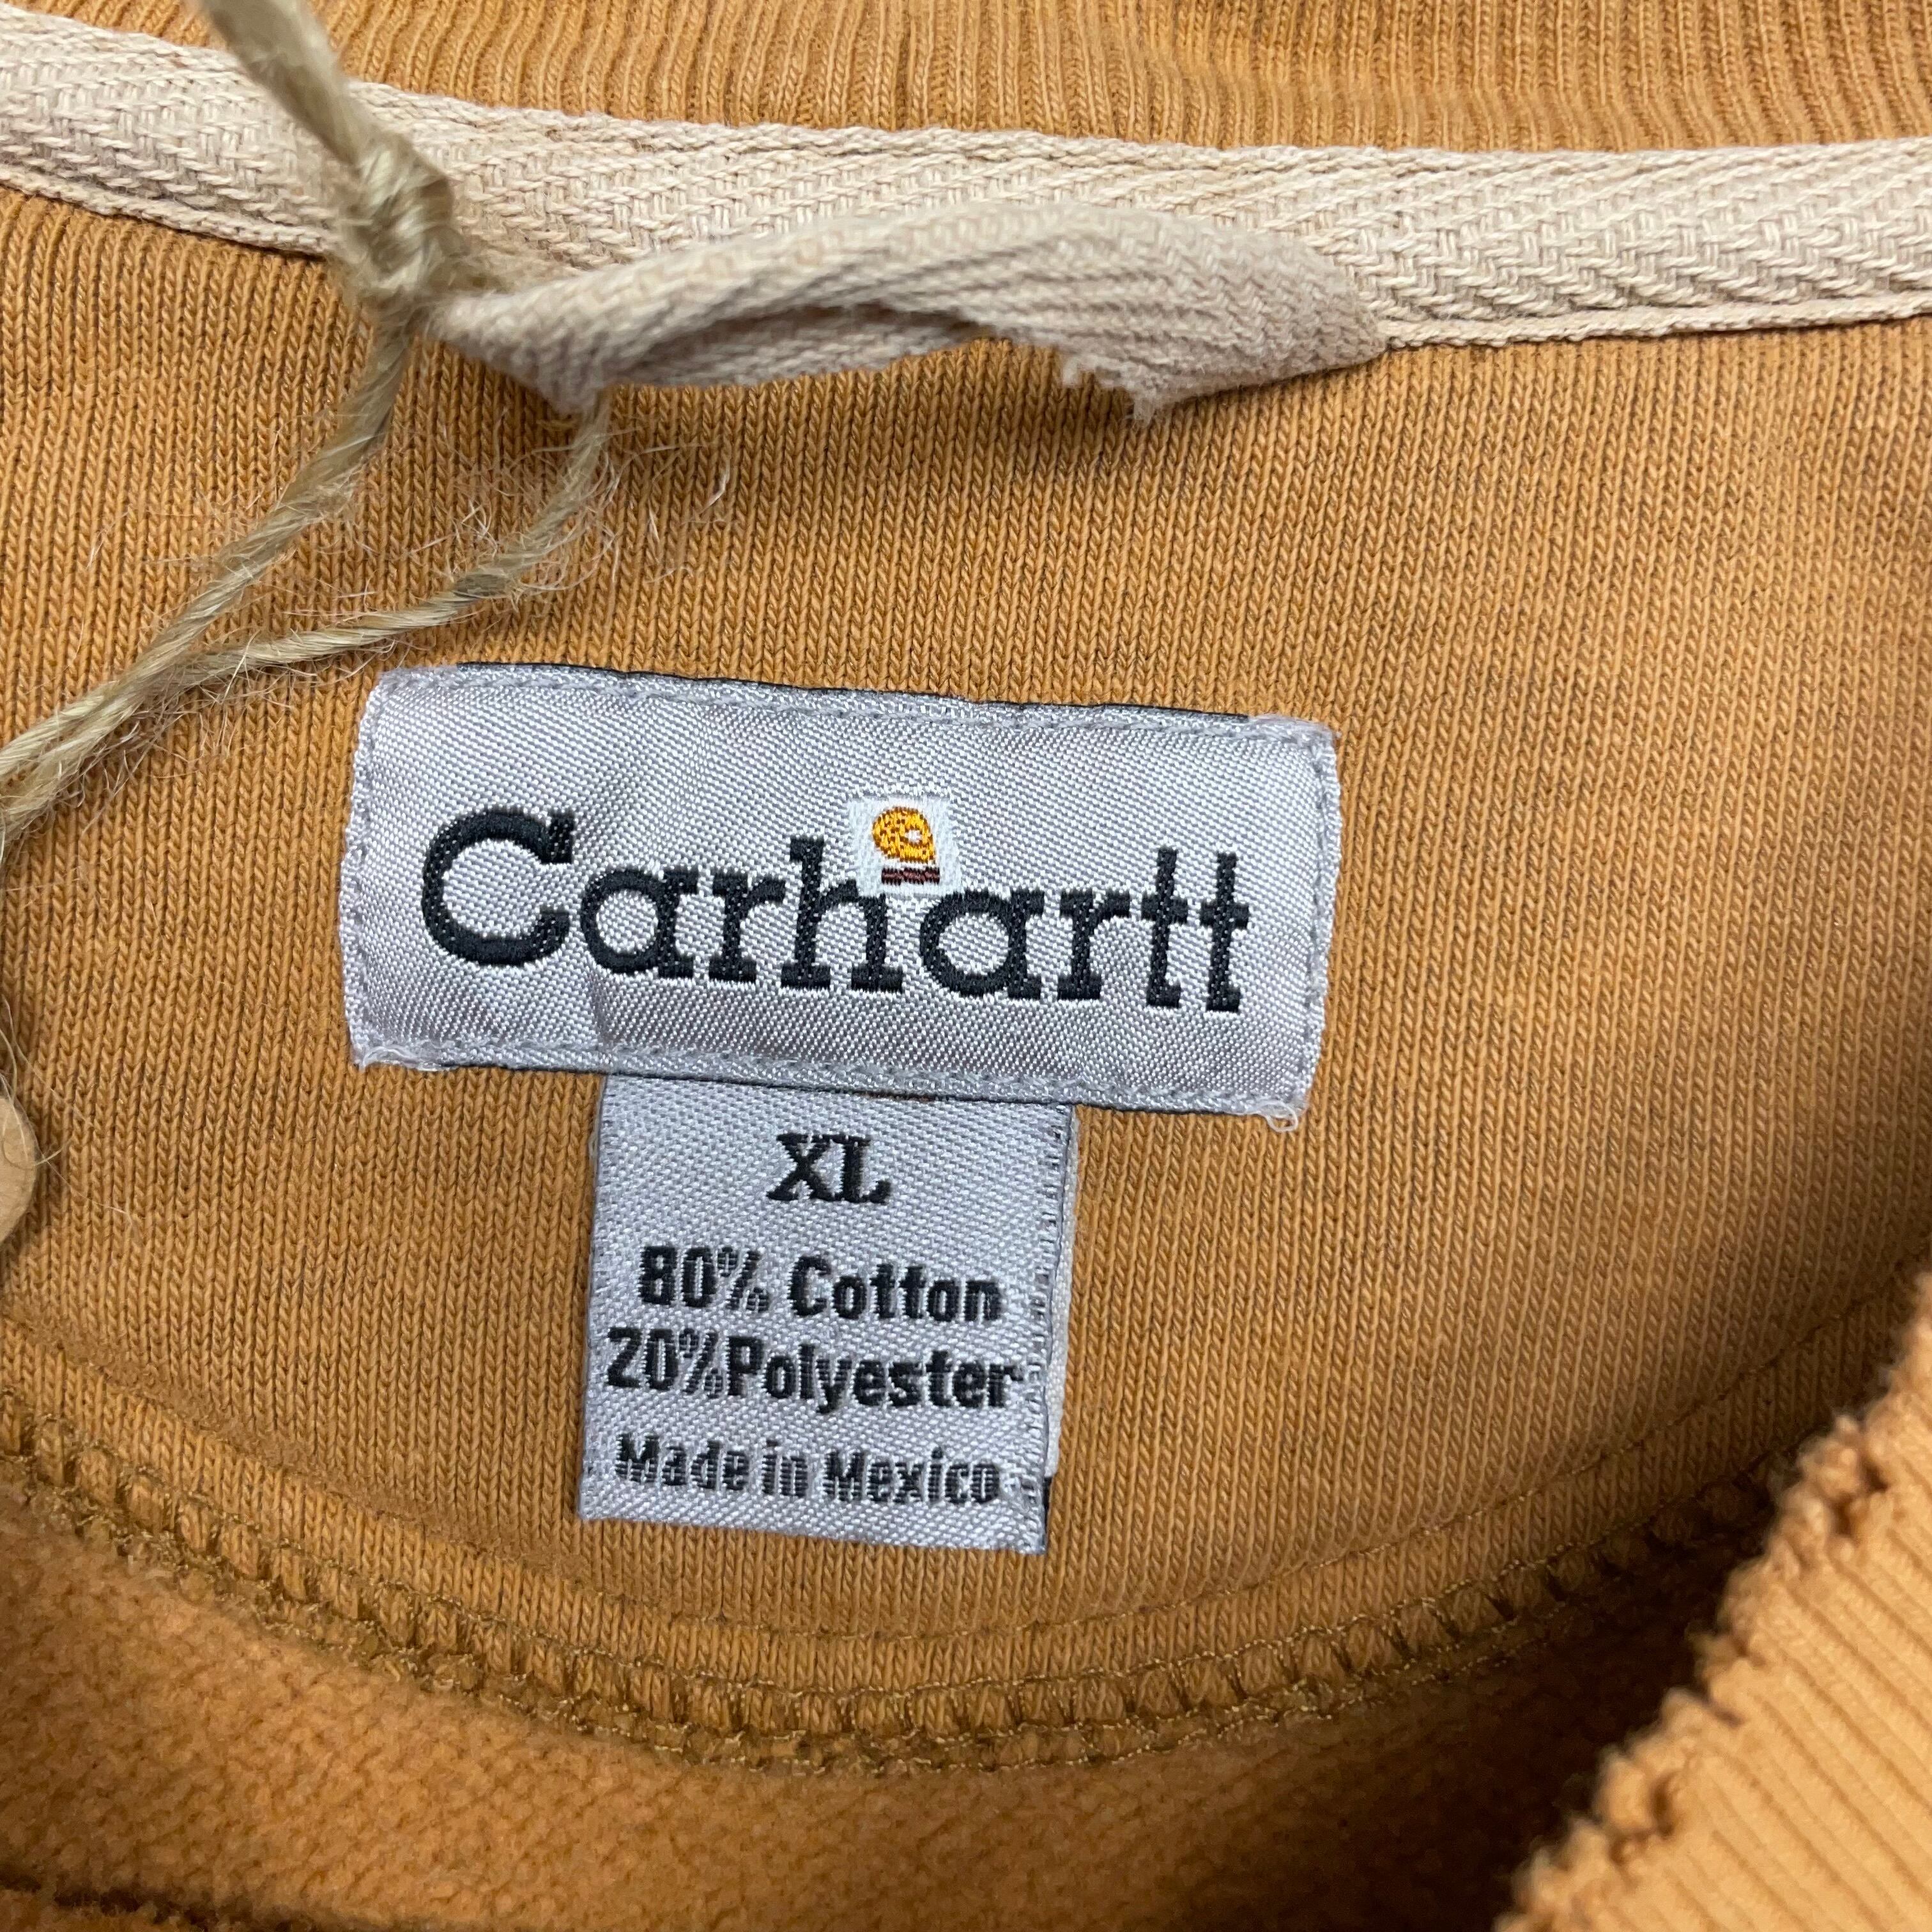 Carhartt
XL
80% Cotton
20%Polyester
Made in Mexico